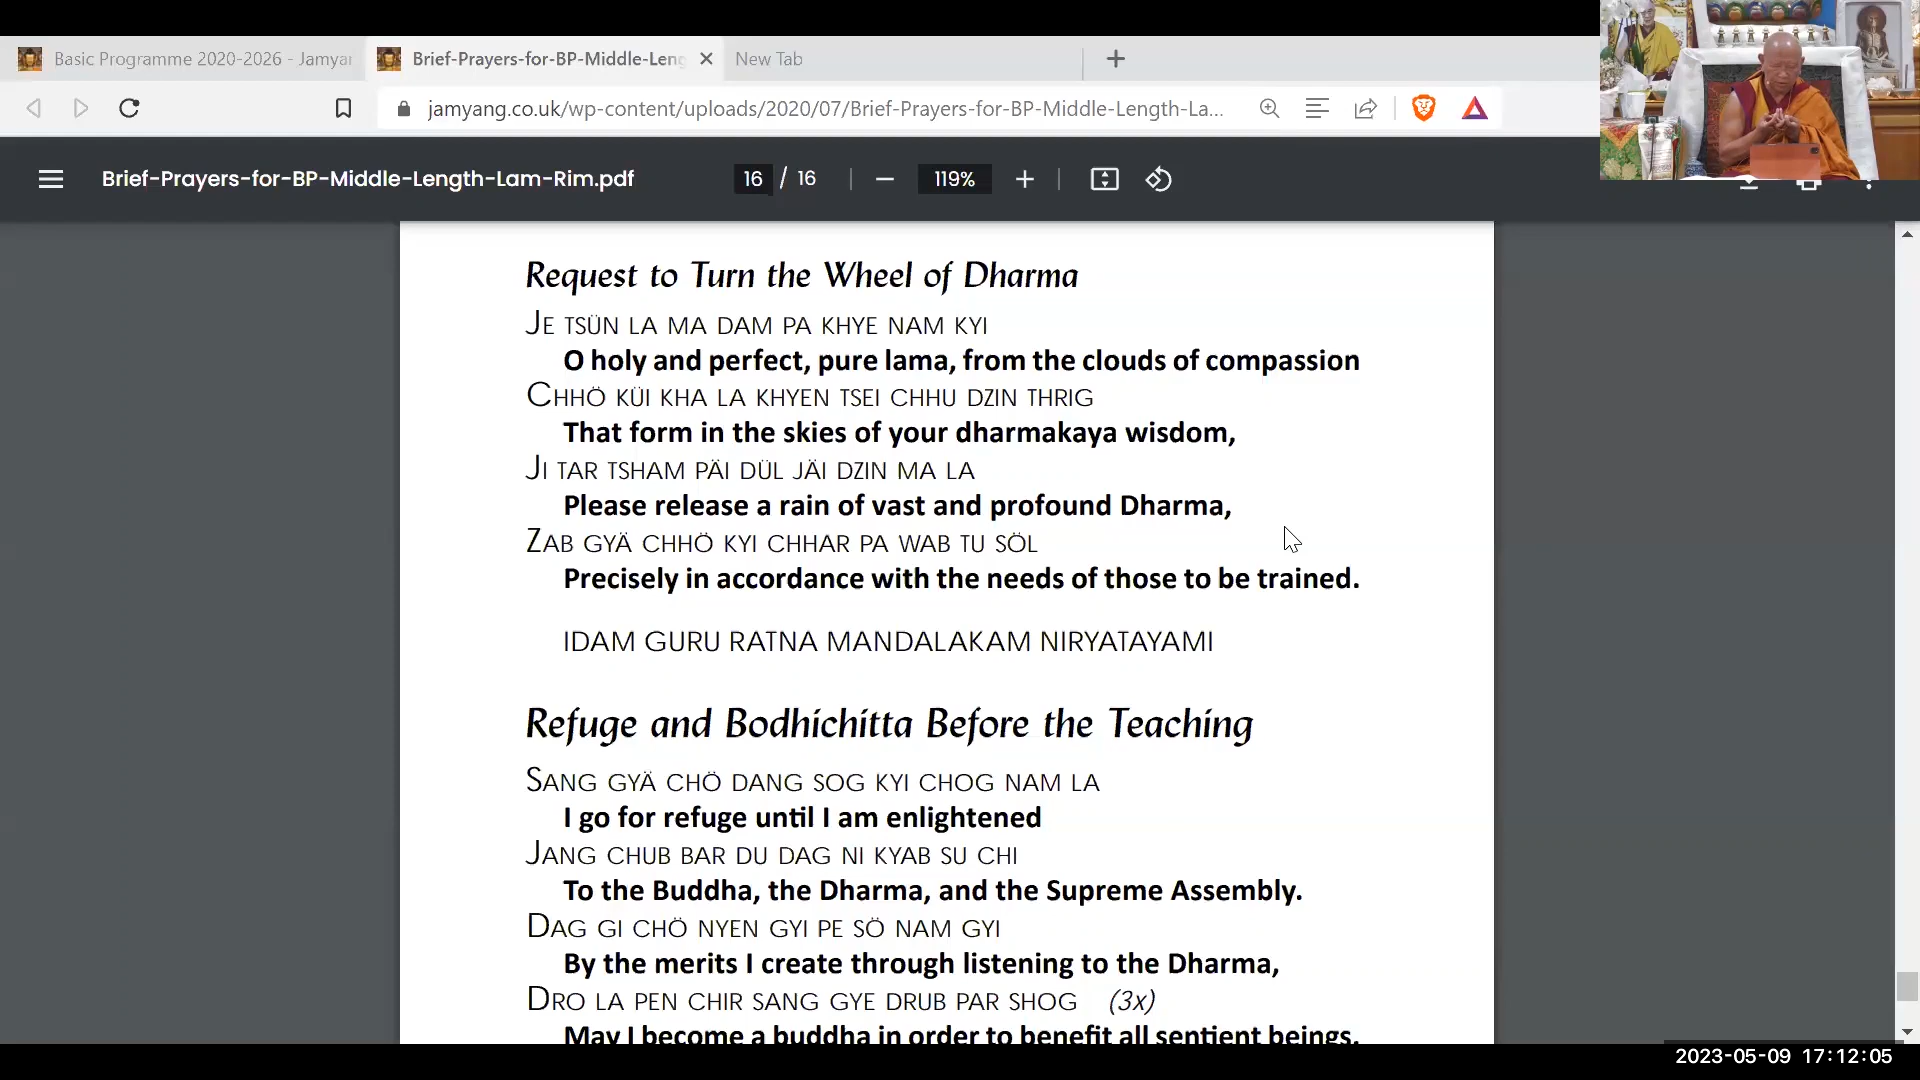 Basic Programme 2020-2026 - Jamyar
Brief-Prayers-for-BP-Middle-Leng
New Tab
jamyang.co.uk/wp-content/uploads/2020/07/Brief-Prayers-for-BP-Middle-Length-La...
Brief-Prayers-for-BP-Middle-Length-Lam-Rim.pdf
16 / 16
119%
Request to Turn the Wheel of Dharma
JE TSÜN LA MA DAM PA KHYE NAM KYI
O holy and perfect, pure lama, from the clouds of compassion
CHHÖ KÜI KHA LA KHYEN TSEI CHHU DZIN THRIG
That form in the skies of your dharmakaya wisdom,
JI TAR TSHAM PÄI DÜL JÄI DZIN MA LA
Please release a rain of vast and profound Dharma,
ZAB GYÄ CHHÖ KYI CHHAR PA WAB TU SÖL
Precisely in accordance with the needs of those to be trained.
IDAM GURU RATNA MANDALAKAM NIRYATAYAMI
Refuge and Bodhichitta Before the Teaching
SANG GYÄ CHÖ DANG SOG KYI CHOG NAM LA
I go for refuge until I am enlightened
JANG CHUB BAR DU DAG NI KYAB SU CHI
To the Buddha, the Dharma, and the Supreme Assembly.
DAG GI CHÖ NYEN GYI PE SÖ NAM GYI
By the merits I create through listening to the Dharma,
DRO LA PEN CHIR SANG GYE DRUB PAR SHOG (3x)
May I become a buddha in order to benefit all sentient beings.
2023-05-09 17:12:05